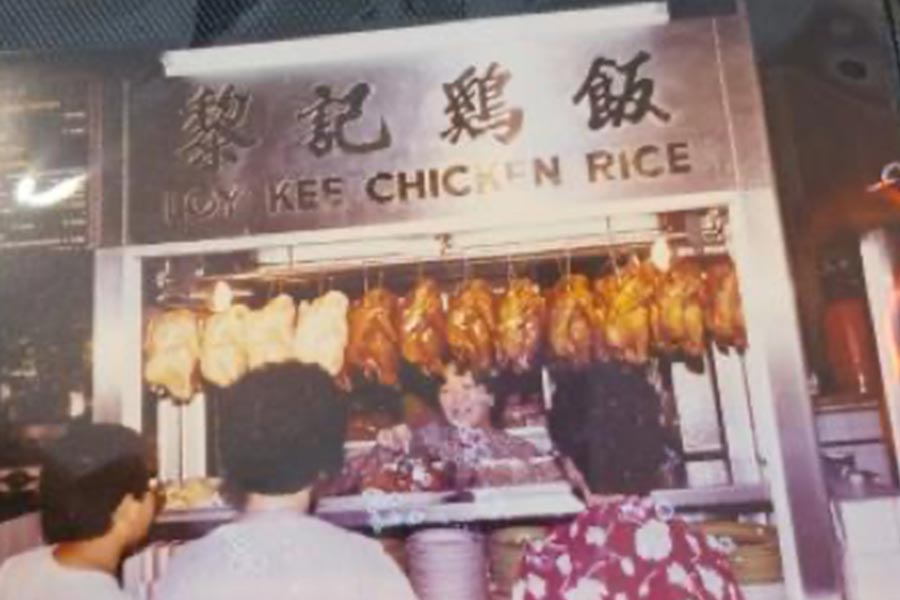 黎記鷄飯
LOY KEE CHICKEN RICE